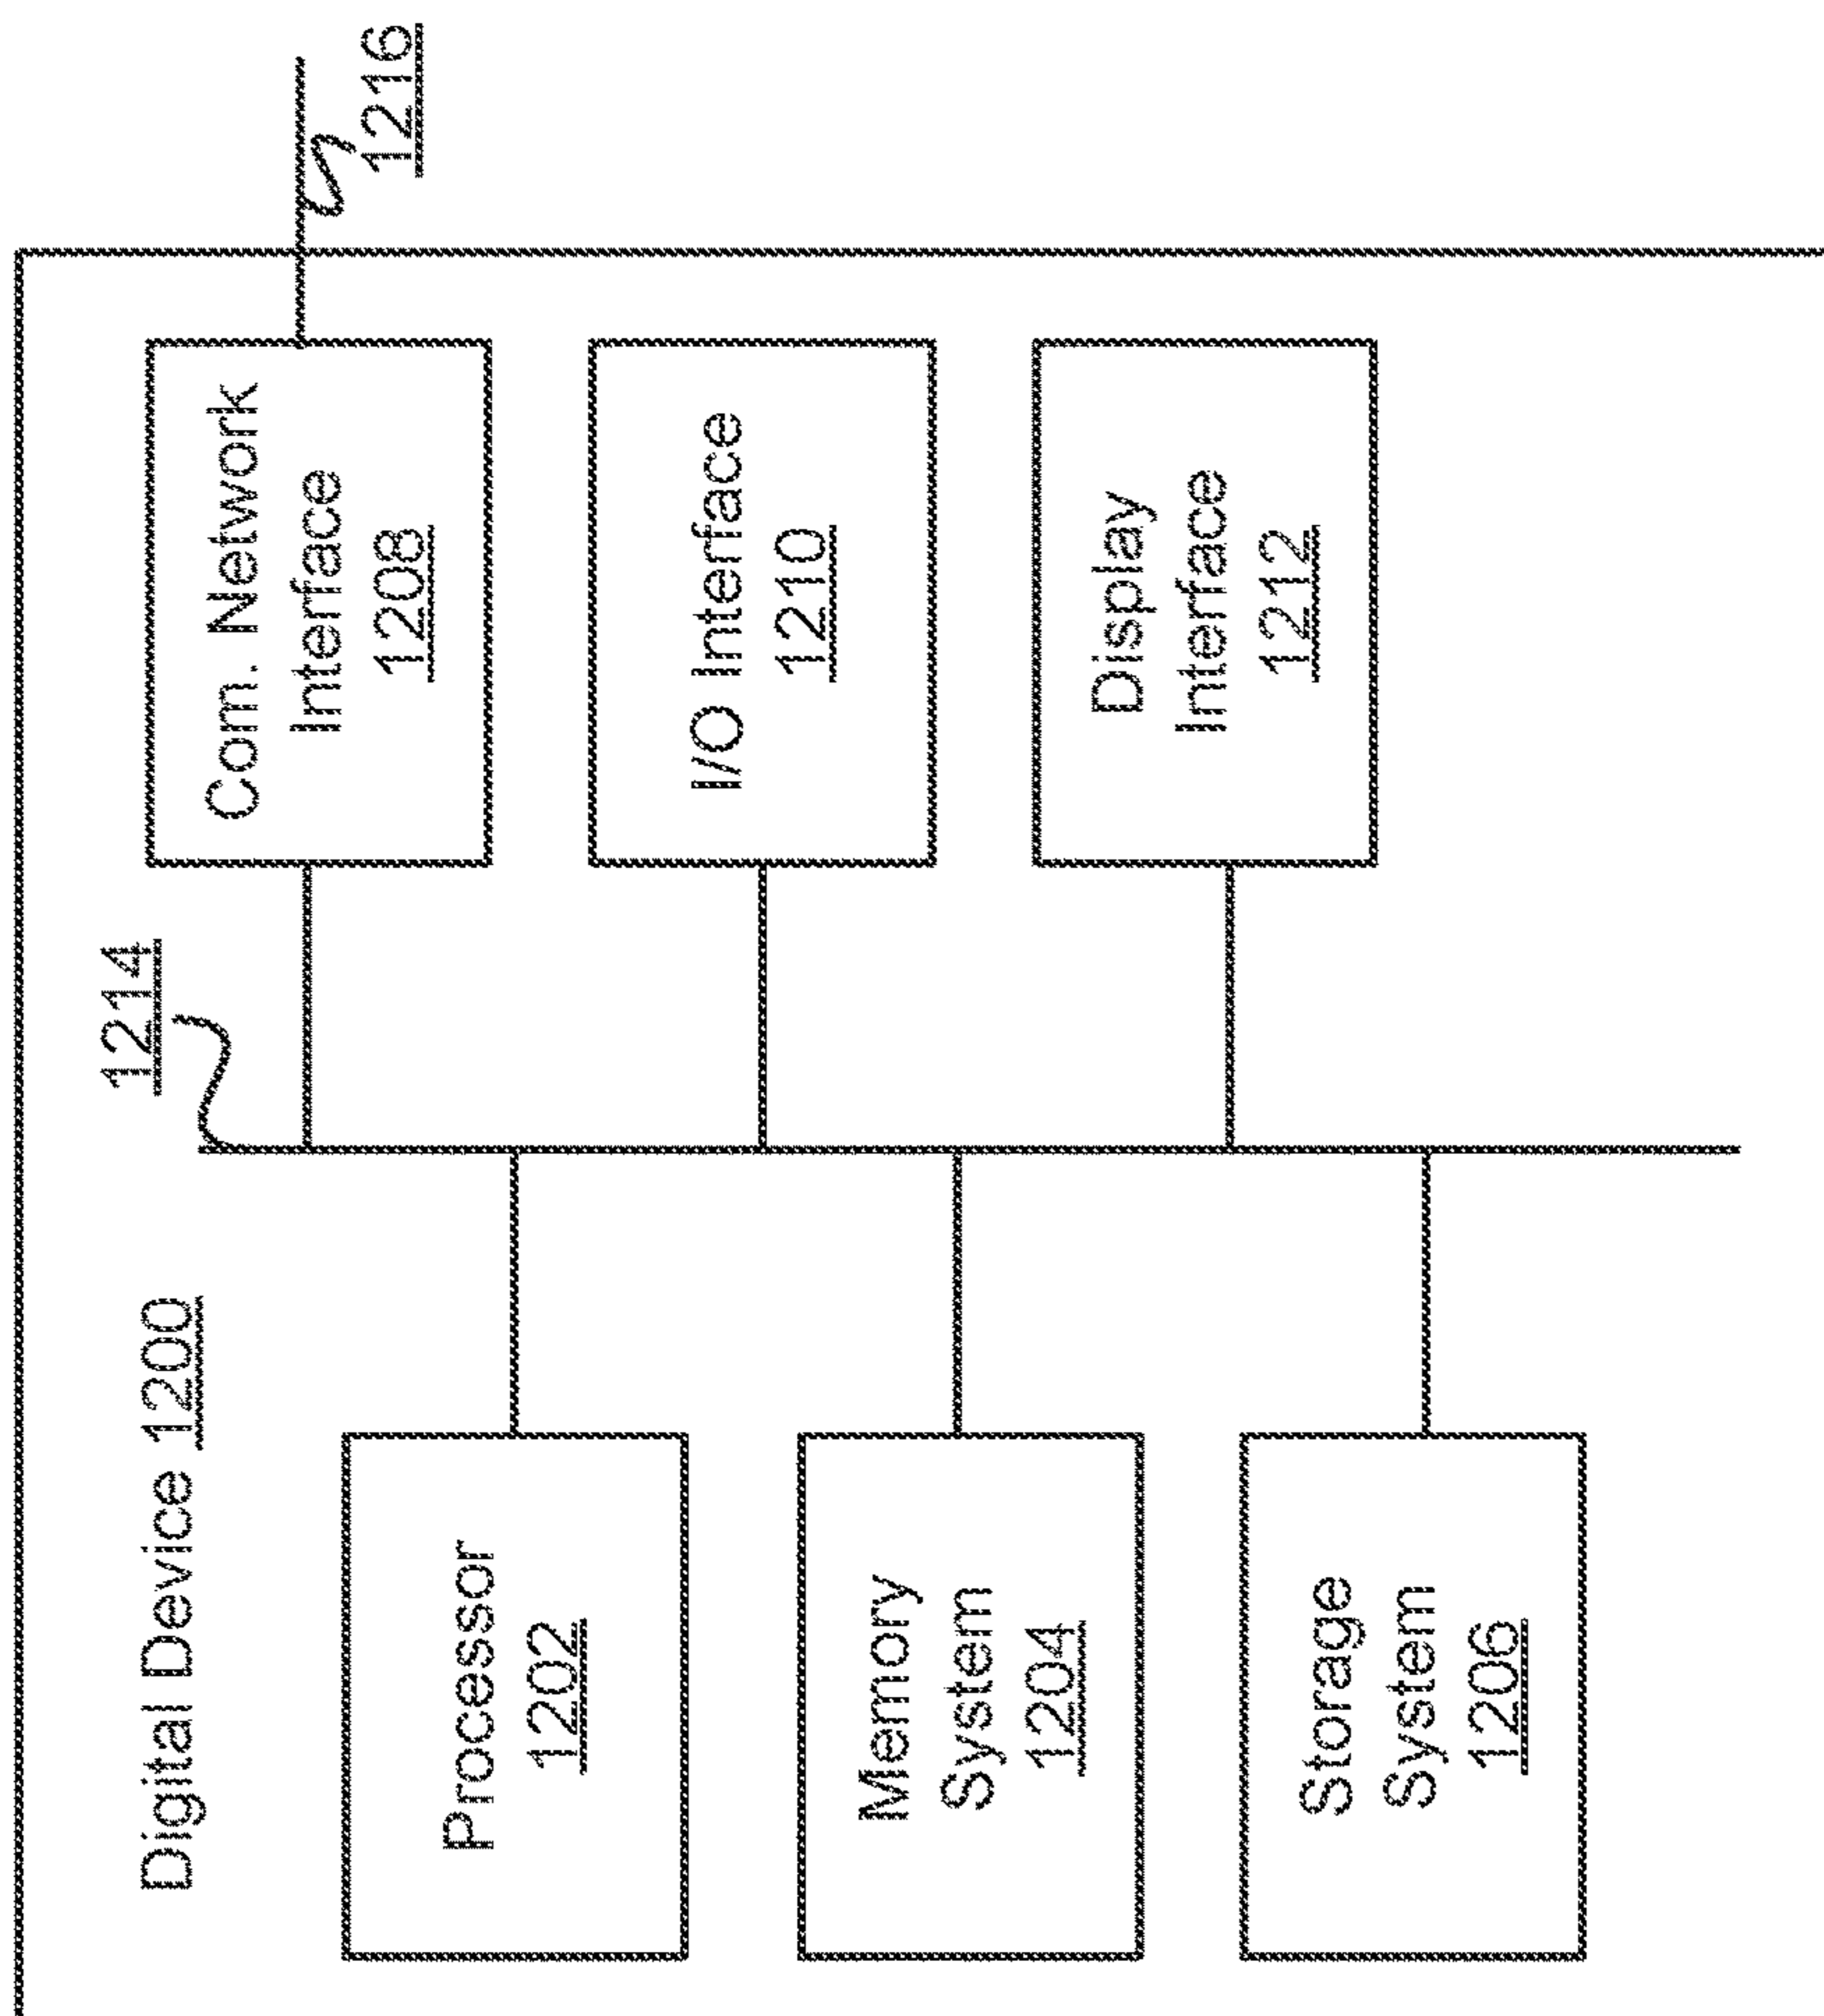 Digital Device 1200
Processor
1202
Memory
System
1204
Storage
System
1206
1214
Com. Network
Interface
1208
I/O Interface
1210
Display
Interface
1212
1216